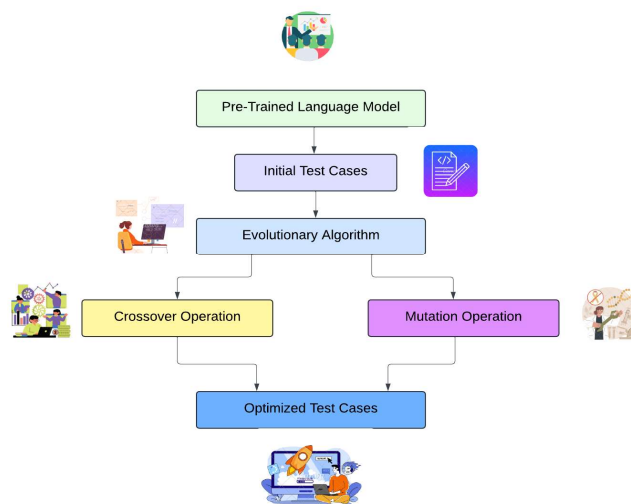 Pre-Trained Language Model
Initial Test Cases
Evolutionary Algorithm
Crossover Operation
Mutation Operation
Optimized Test Cases